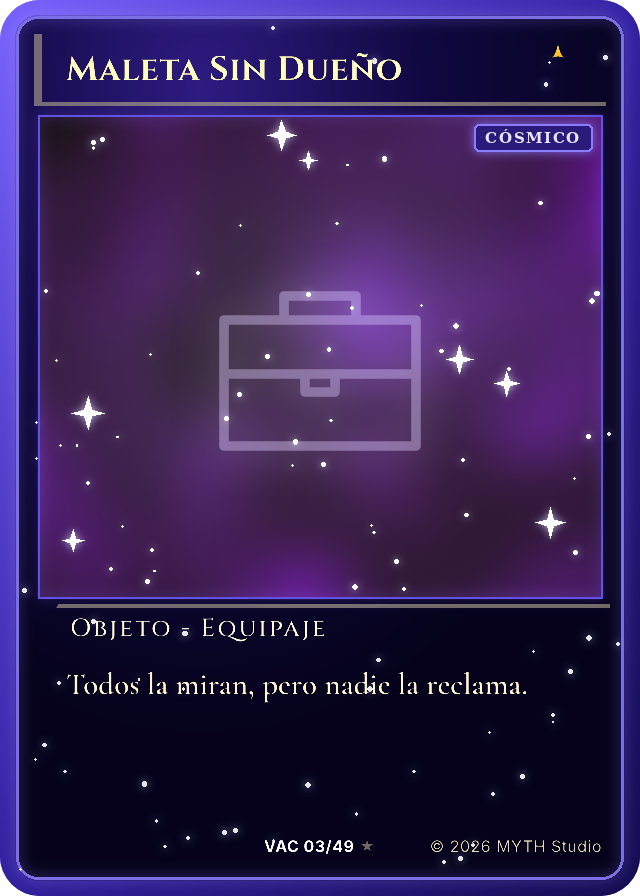 Maleta Sin Dueño
CÓSMICO
Objeto - Equipaje
Todos la miran, pero nadie la reclama.
VAC 03/49 ★
© 2026 MYTH Studio